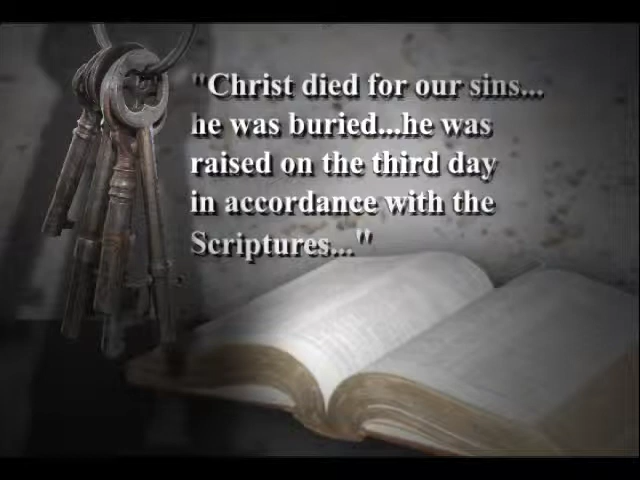 "Christ died for our sins...
he was buried...he was
raised on the third day
in accordance with the
Scriptures..."